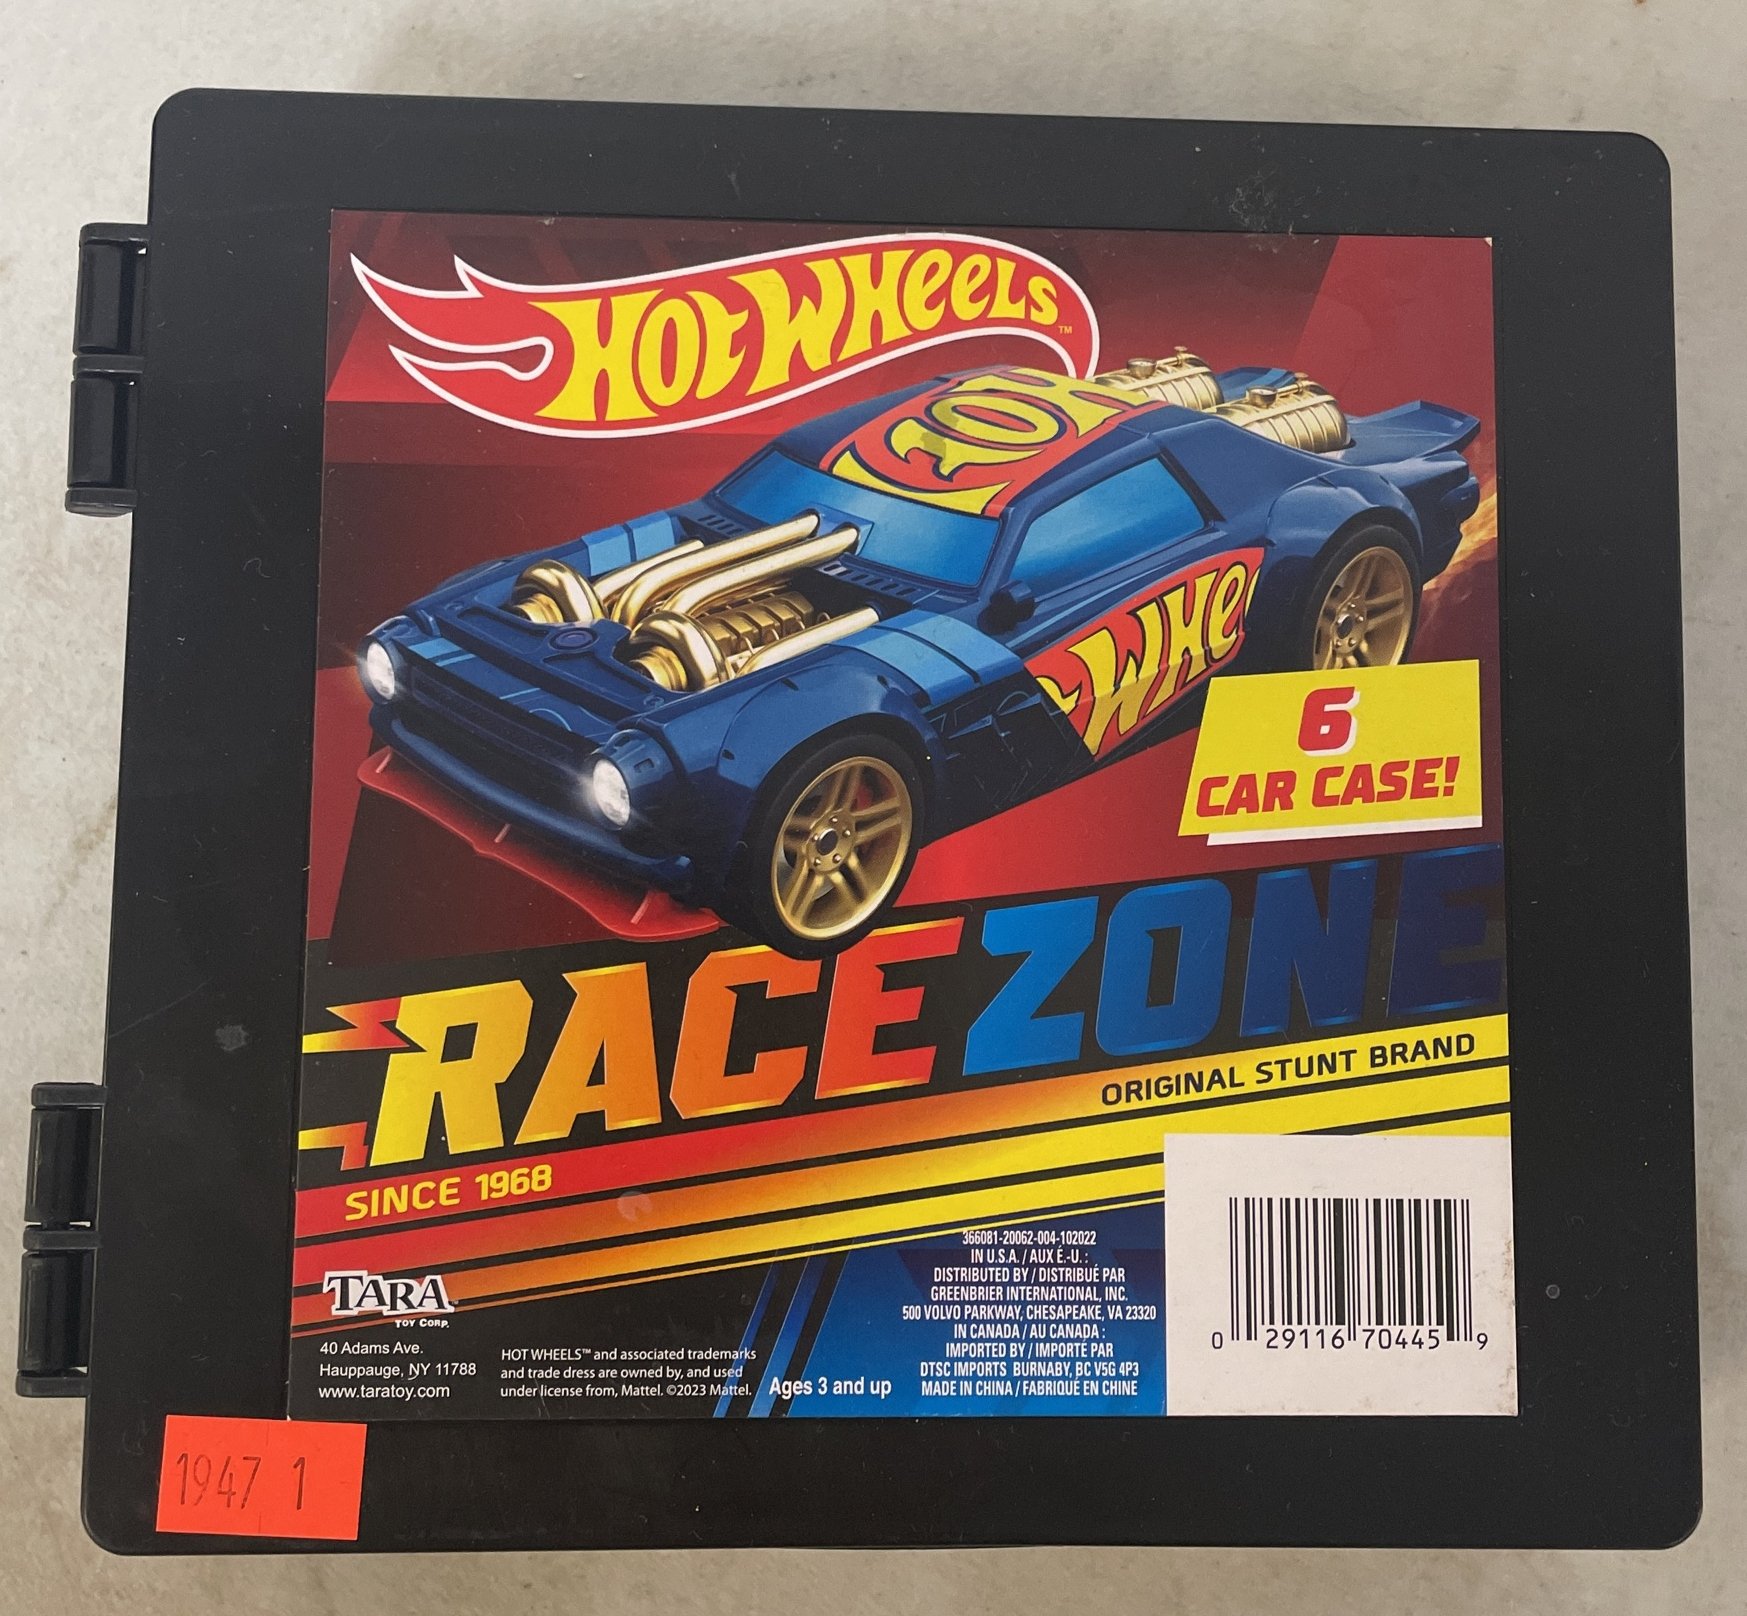 HOT WHEELS™
HOT
WHE
6
CAR CASE!
RACE ZONE
ORIGINAL STUNT BRAND
SINCE 1968
TARA
TOY CORP.
40 Adams Ave.
Hauppauge, NY 11788
www.taratoy.com
HOT WHEELS™ and associated trademarks
and trade dress are owned by, and used
under license from, Mattel. ©2023 Mattel.
Ages 3 and up
366081-20062-004-102022
IN U.S.A. / AUX É.-U. :
DISTRIBUTED BY / DISTRIBUÉ PAR
GREENBRIER INTERNATIONAL, INC.
500 VOLVO PARKWAY, CHESAPEAKE, VA 23320
IN CANADA / AU CANADA :
IMPORTED BY / IMPORTÉ PAR
DTSC IMPORTS BURNABY, BC V5G 4P3
MADE IN CHINA / FABRIQUÉ EN CHINE
0 29116 70445 9
1947 1